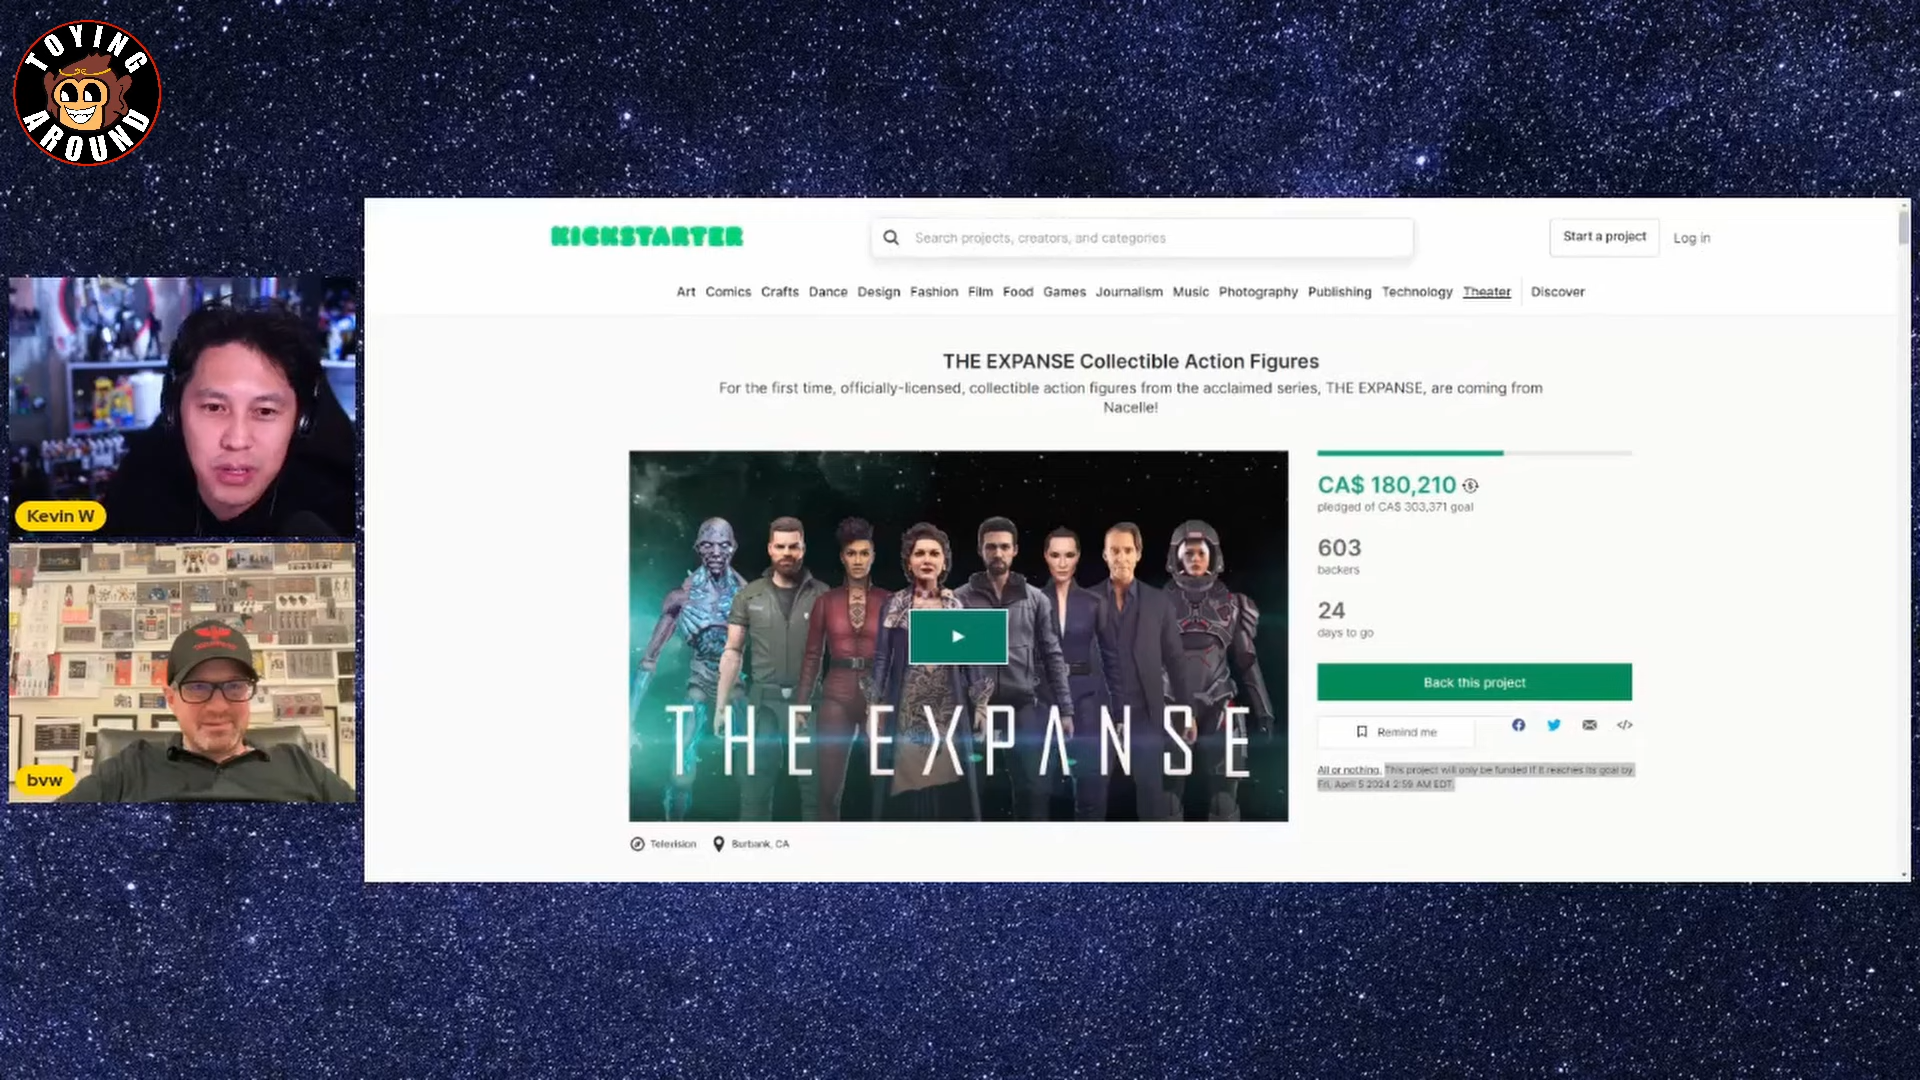 TOYING
AROUND
KICKSTARTER
Search projects, creators, and categories
Start a project
Log in
Art Comics Crafts Dance Design Fashion Film Food Games Journalism Music Photography Publishing Technology Theater Discover
THE EXPANSE Collectible Action Figures
For the first time, officially-licensed, collectible action figures from the acclaimed series, THE EXPANSE, are coming from
Nacelle!
CA$ 180,210
pledged of CA$ 303,371 goal
603
backers
24
days to go
Back this project
Remind me
</>
All or nothing. This project will only be funded if it reaches its goal by
Fri, April 5 2024 2:59 AM EDT.
THE EXPANSE
Television
Burbank, CA
Kevin W
bvw